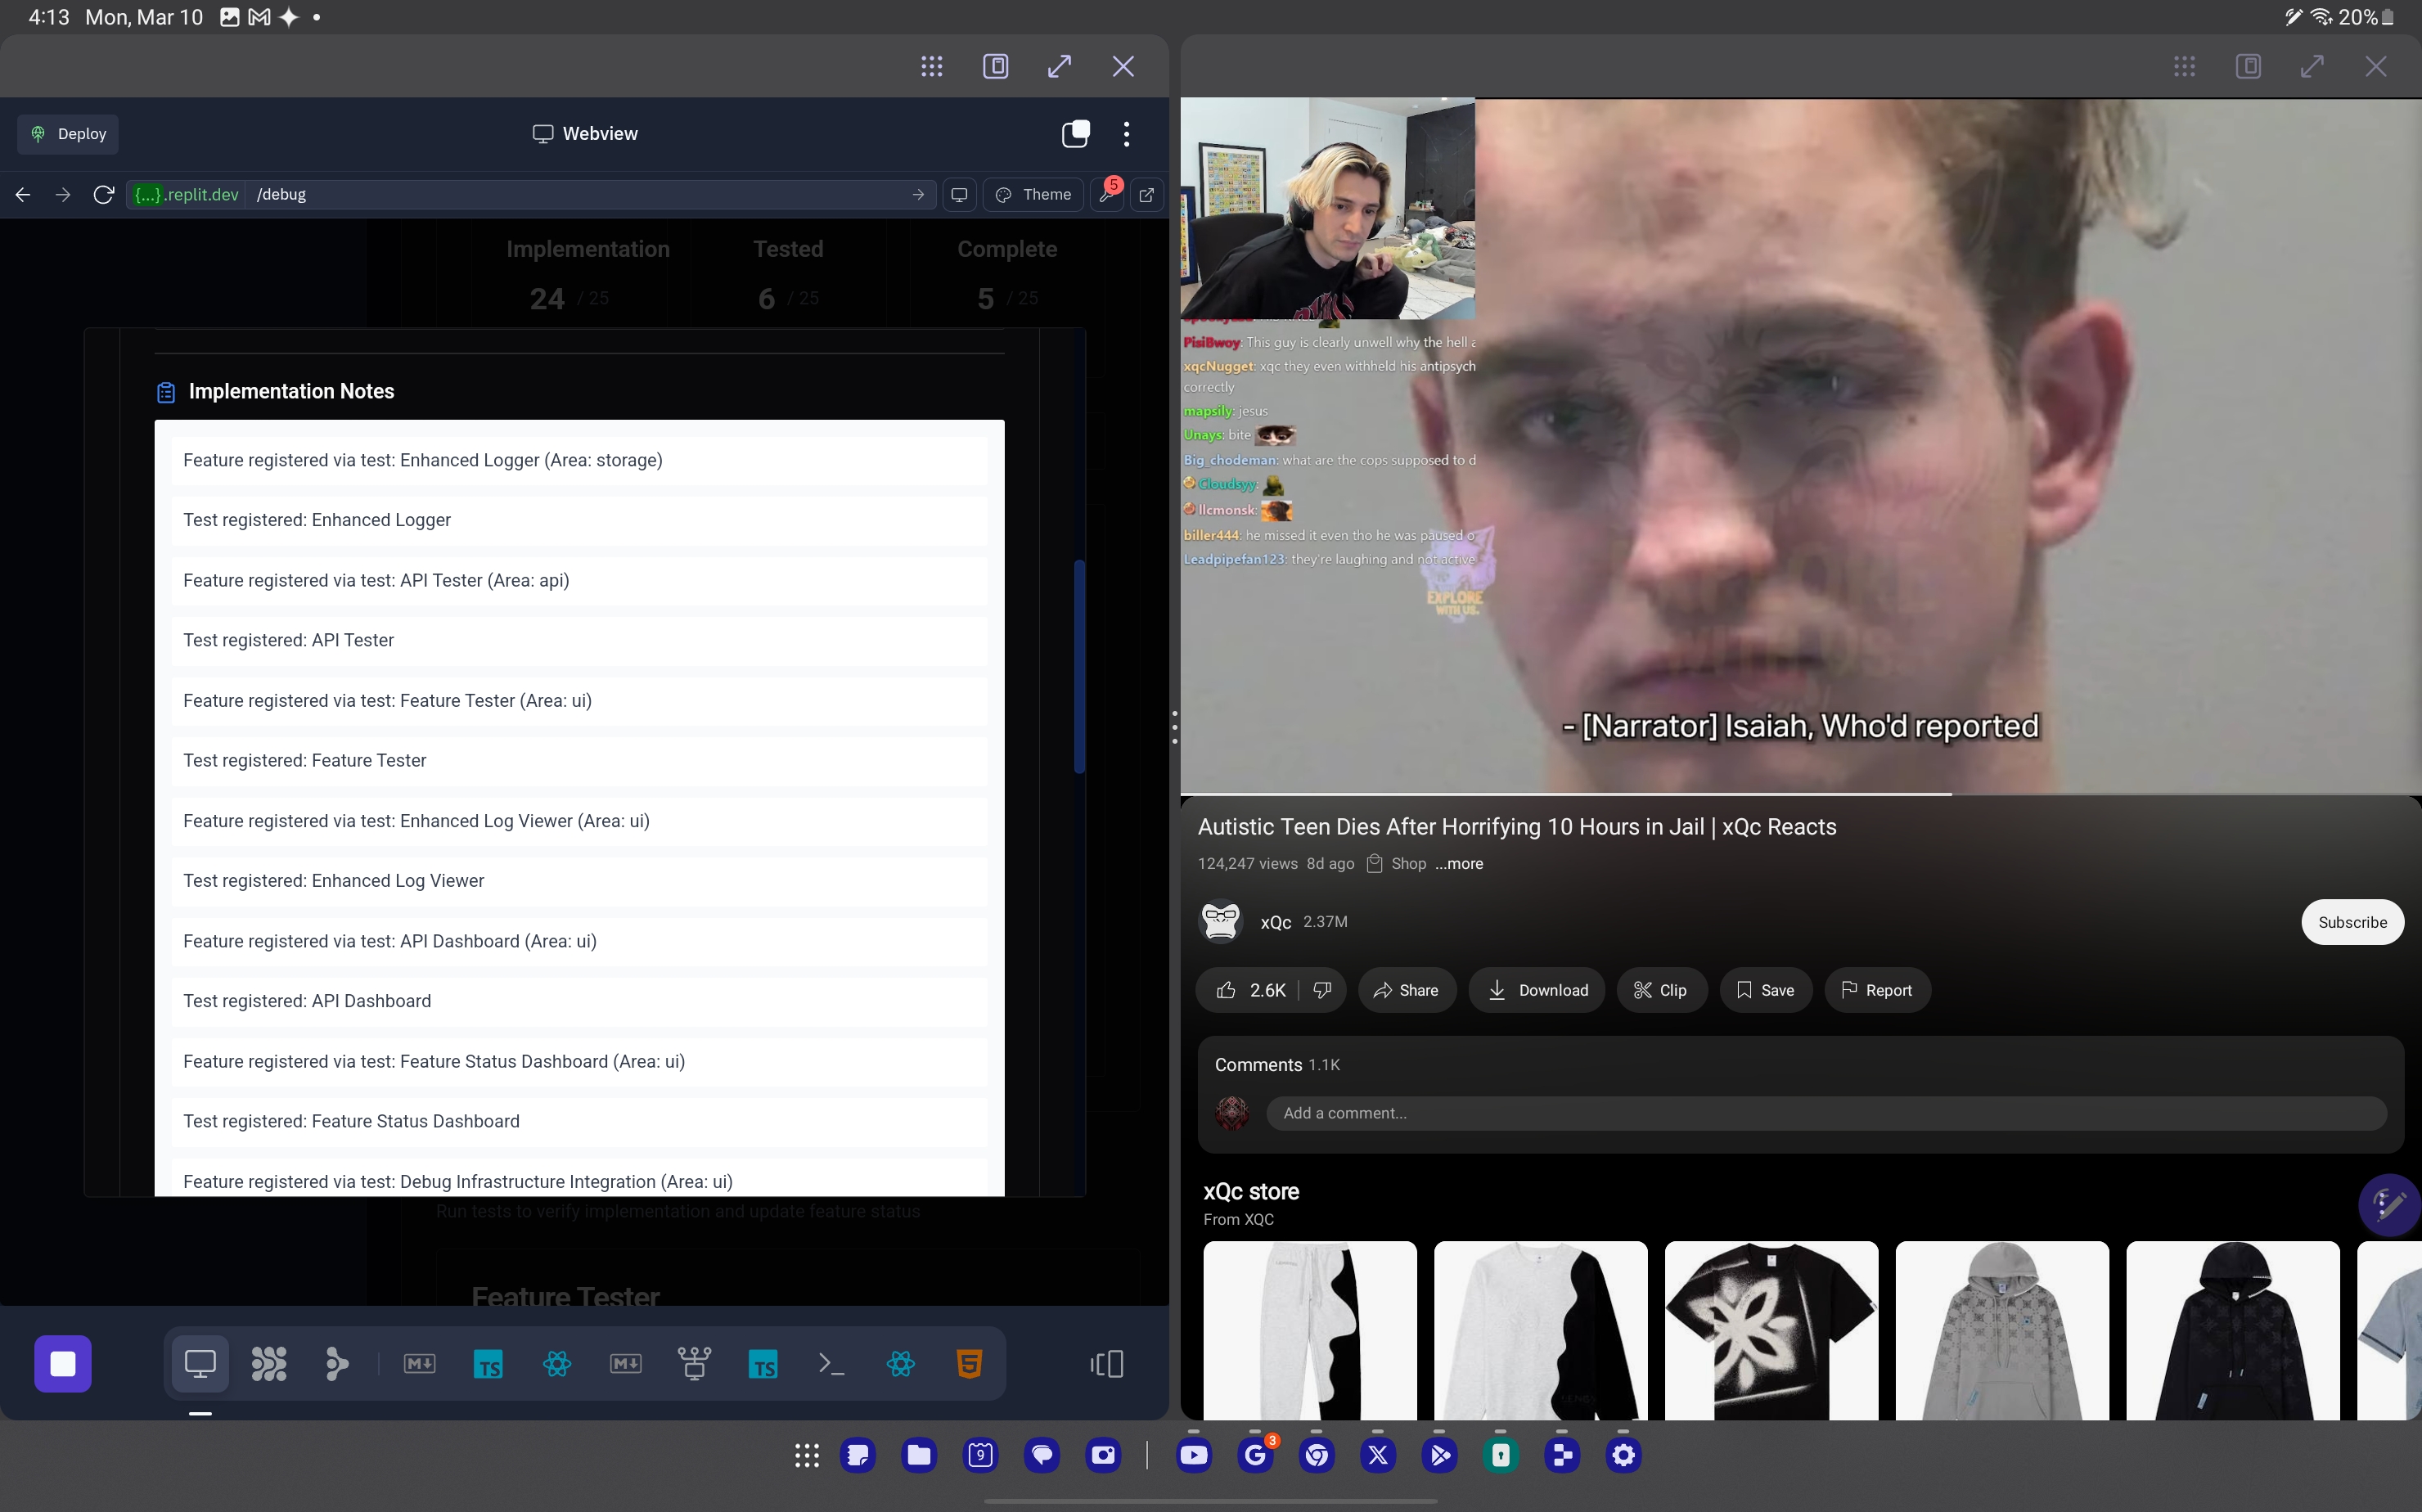 4:13 Mon, Mar 10
20%
Deploy
Webview
{...}.replit.dev /debug
Theme
5
Implementation Tested Complete
24 / 25 6 / 25 5 / 25
Implementation Notes
Feature registered via test: Enhanced Logger (Area: storage)
Test registered: Enhanced Logger
Feature registered via test: API Tester (Area: api)
Test registered: API Tester
Feature registered via test: Feature Tester (Area: ui)
Test registered: Feature Tester
Feature registered via test: Enhanced Log Viewer (Area: ui)
Test registered: Enhanced Log Viewer
Feature registered via test: API Dashboard (Area: ui)
Test registered: API Dashboard
Feature registered via test: Feature Status Dashboard (Area: ui)
Test registered: Feature Status Dashboard
Feature registered via test: Debug Infrastructure Integration (Area: ui)
Run tests to verify implementation and update feature status
Feature Tester
M↓ TS M↓ TS >_ 5
PisiBwoy: This guy is clearly unwell why the hell
xqcNugget: xqc they even withheld his antipsych
correctly
mapsily: jesus
Unays: bite
Big_chodeman: what are the cops supposed to
Cloudsyy:
llcmonsk:
biller444: he missed it even tho he was paused
Leadpipefan123: they're laughing and not active
EXPLORE
WITH US
- [Narrator] Isaiah, Who'd reported
Autistic Teen Dies After Horrifying 10 Hours in Jail | xQc Reacts
124,247 views 8d ago Shop ...more
xQc 2.37M
Subscribe
2.6K Share Download Clip Save Report
Comments 1.1K
Add a comment...
xQc store
From XQC
9
3